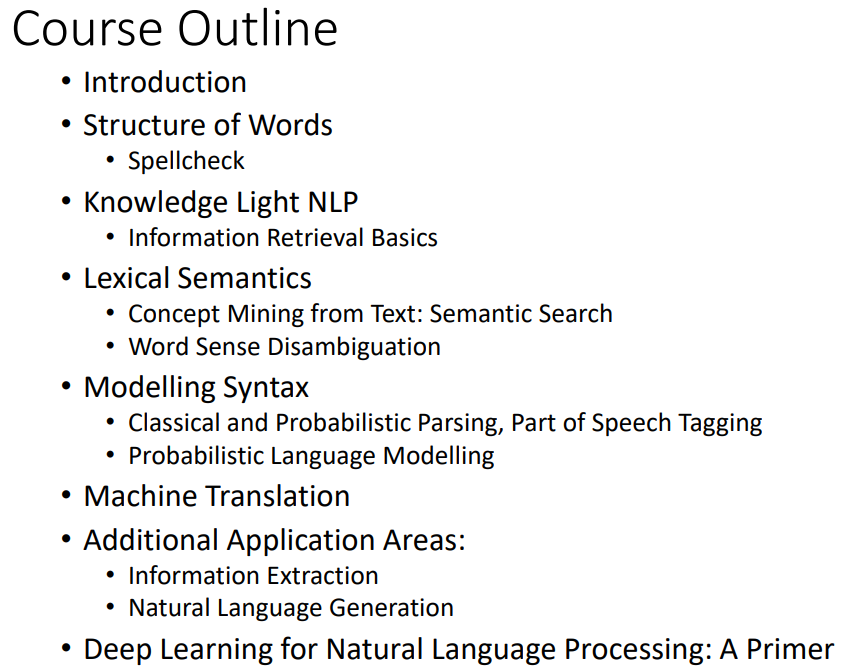 Course Outline
• Introduction
• Structure of Words
• Spellcheck
• Knowledge Light NLP
• Information Retrieval Basics
• Lexical Semantics
• Concept Mining from Text: Semantic Search
• Word Sense Disambiguation
• Modelling Syntax
• Classical and Probabilistic Parsing, Part of Speech Tagging
• Probabilistic Language Modelling
• Machine Translation
• Additional Application Areas:
• Information Extraction
• Natural Language Generation
• Deep Learning for Natural Language Processing: A Primer